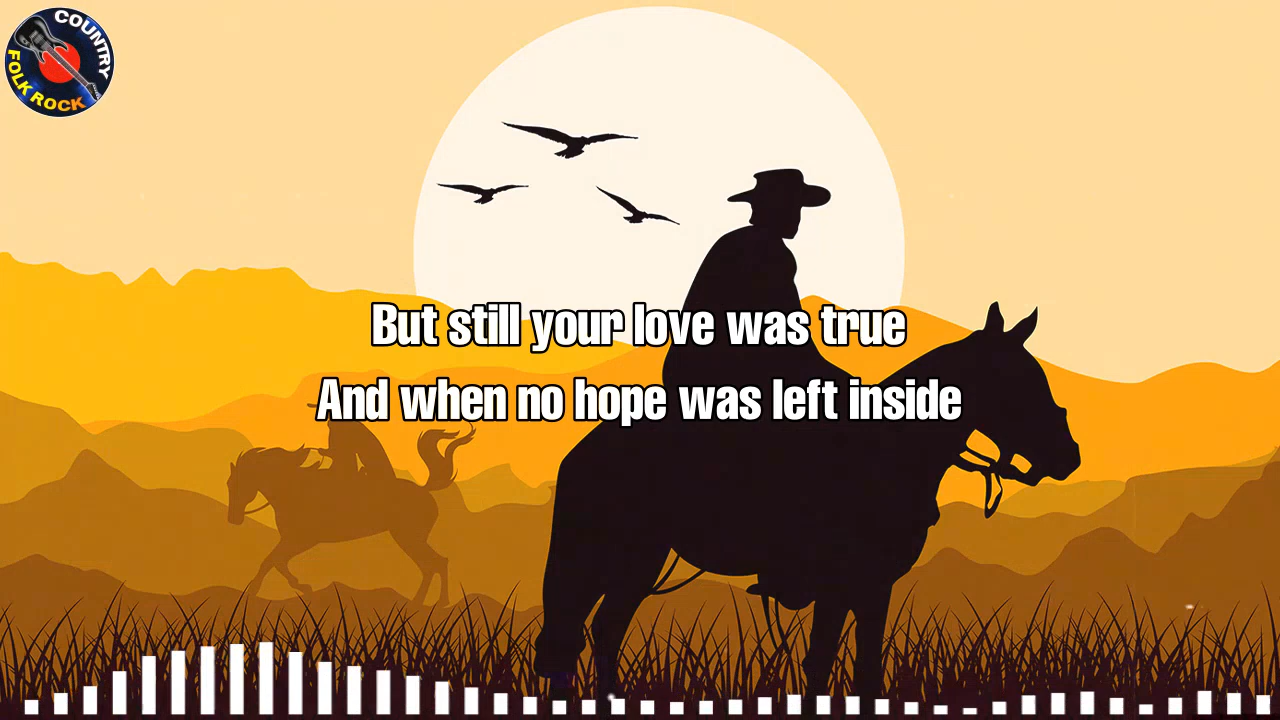 COUNTRY
FOLK ROCK
But still your love was true
And when no hope was left inside